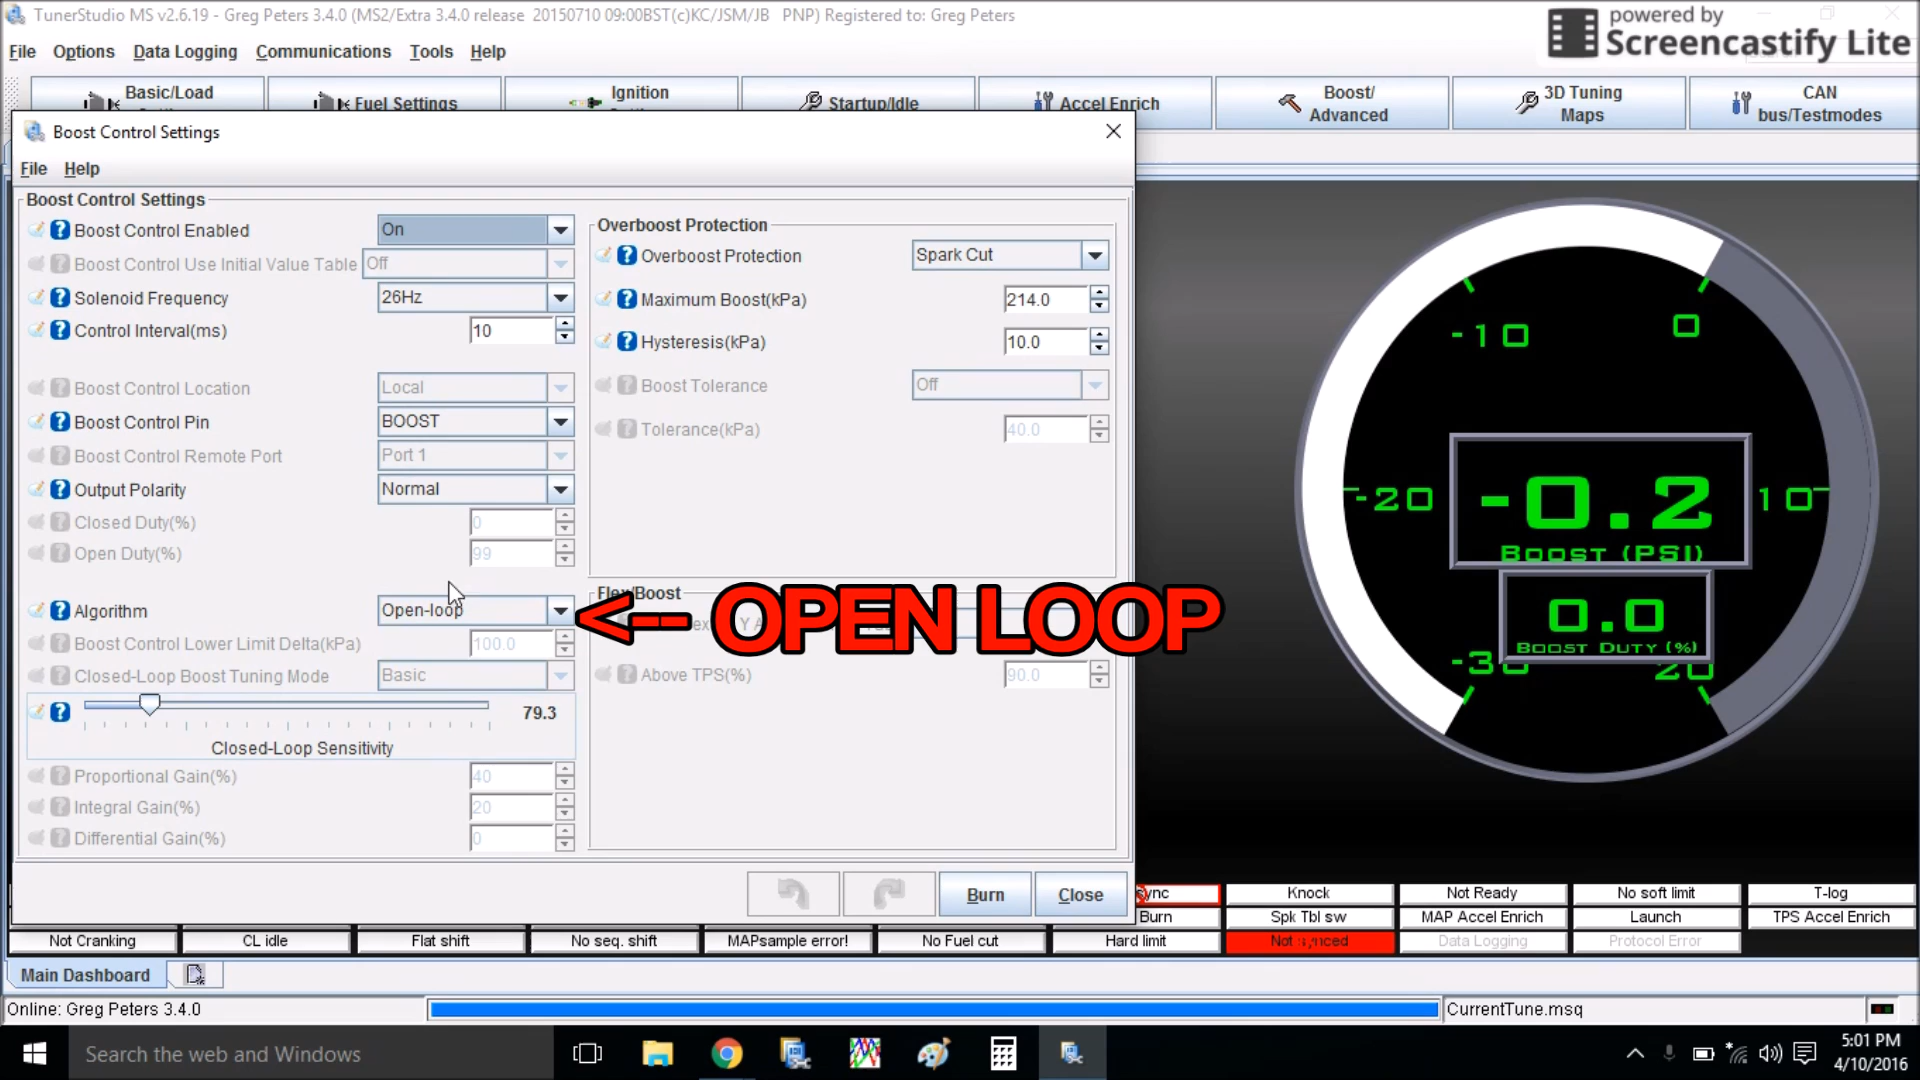 TunerStudio MS v2.6.19 - Greg Peters 3.4.0 (MS2/Extra 3.4.0 release 20150710 09:00BST(c)KC/JSM/JB PNP) Registered to: Greg Peters
powered by
Screencastify Lite
File Options Data Logging Communications Tools Help
Basic/Load
Fuel Settings
Ignition
Startup/Idle
Accel Enrich
Boost/
Advanced
3D Tuning
Maps
CAN
bus/Testmodes
Boost Control Settings
File Help
Boost Control Settings
Boost Control Enabled On
Boost Control Use Initial Value Table Off
Solenoid Frequency 26Hz
Control Interval(ms) 10
Boost Control Location Local
Boost Control Pin BOOST
Boost Control Remote Port Port 1
Output Polarity Normal
Closed Duty(%) 0
Open Duty(%) 99
Algorithm Open-loop
Boost Control Lower Limit Delta(kPa) 100.0
Closed-Loop Boost Tuning Mode Basic
79.3
Closed-Loop Sensitivity
Proportional Gain(%) 40
Integral Gain(%) 20
Differential Gain(%) 0
Overboost Protection
Overboost Protection Spark Cut
Maximum Boost(kPa) 214.0
Hysteresis(kPa) 10.0
Boost Tolerance Off
Tolerance(kPa) 40.0
<-- OPEN LOOP
Above TPS(%) 90.0
Burn Close
-10 0
-20 10
-0.2
Boost (PSI)
0.0
Boost Duty (%)
-30 20
Knock Not Ready No soft limit T-log
Burn Spk Tbl sw MAP Accel Enrich Launch TPS Accel Enrich
Not Cranking CL idle Flat shift No seq. shift MAPsample error! No Fuel cut Hard limit Not synced Data Logging Protocol Error
Main Dashboard
Online: Greg Peters 3.4.0 CurrentTune.msq
Search the web and Windows
5:01 PM
4/10/2016